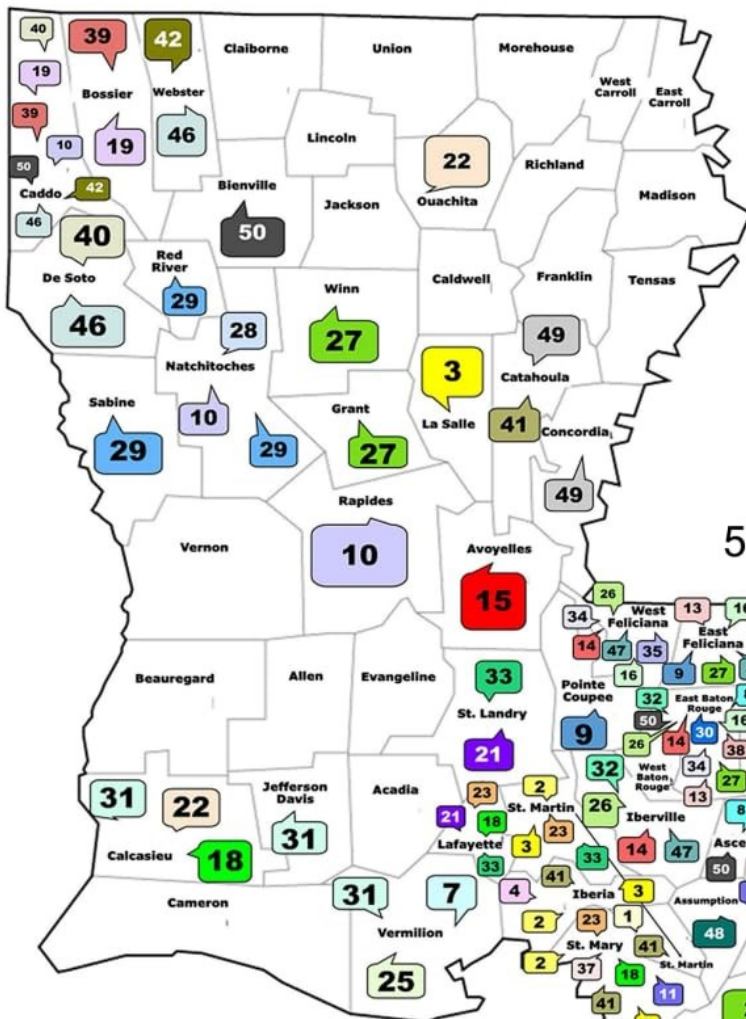 40
39
42
Claiborne
Union
Morehouse
West
Carroll
East
Carroll
19
Bossier
Webster
39
10
19
46
Lincoln
22
Richland
50
Caddo
42
Bienville
Jackson
Ouachita
Madison
46
40
50
Red
River
De Soto
29
Winn
Caldwell
Franklin
Tensas
46
28
27
49
Natchitoches
3
Catahoula
Sabine
10
Grant
La Salle
41
Concordia
29
29
27
49
Rapides
Vernon
10
Avoyelles
5
15
26
13
34
West
Feliciana
East
Feliciana
14
47
35
16
9
27
Beauregard
Allen
Evangeline
33
Pointe
Coupee
32
East Baton
Rouge
St. Landry
50
16
9
26
14
30
38
21
32
West
Baton
Rouge
34
27
31
22
Jefferson
Davis
Acadia
23
2
26
13
21
18
St. Martin
Iberville
8
31
23
Calcasieu
18
Lafayette
3
14
47
Asce
33
33
50
Cameron
31
7
4
41
Iberia
3
Assumption
2
23
1
48
Vermilion
St. Mary
41
2
37
18
St. Martin
25
41
11